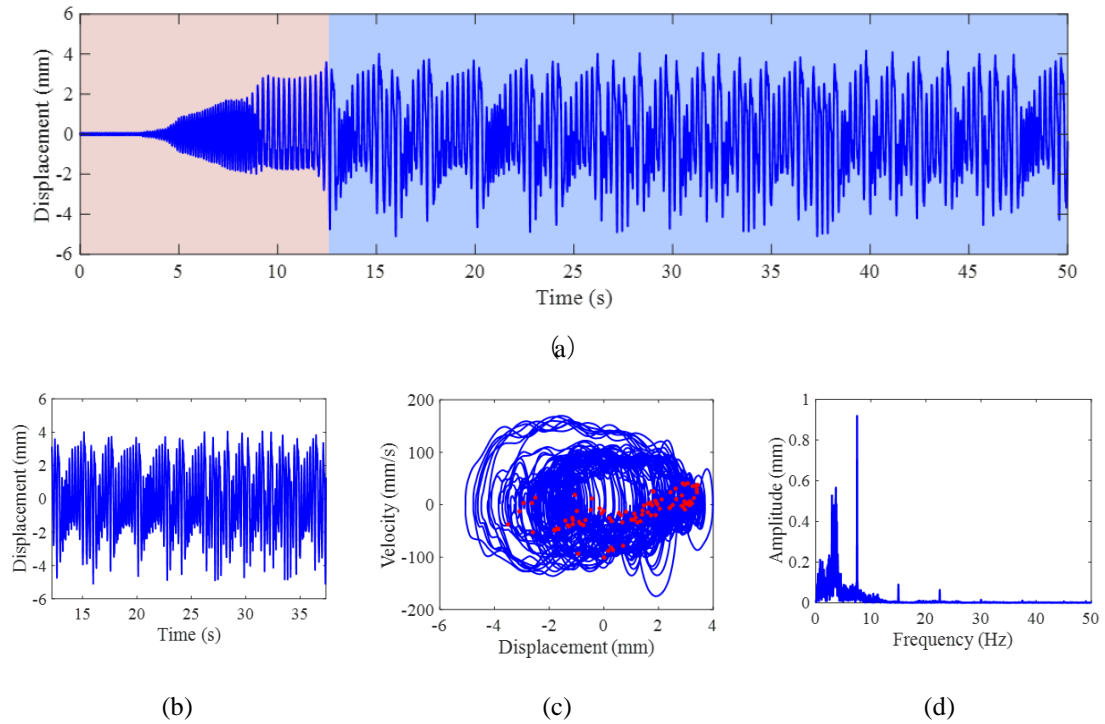 6
4
2
0
-2
-4
-6
Displacement (mm)
0 5 10 15 20 25 30 35 40 45 50
Time (s)
(a)
6
4
2
0
-2
-4
-6
Displacement (mm)
15 20 25 30 35
Time (s)
200
100
0
-100
-200
Velocity (mm/s)
-6 -4 -2 0 2 4
Displacement (mm)
1
0.8
0.6
0.4
0.2
0
Amplitude (mm)
0 10 20 30 40 50
Frequency (Hz)
(b) (c) (d)